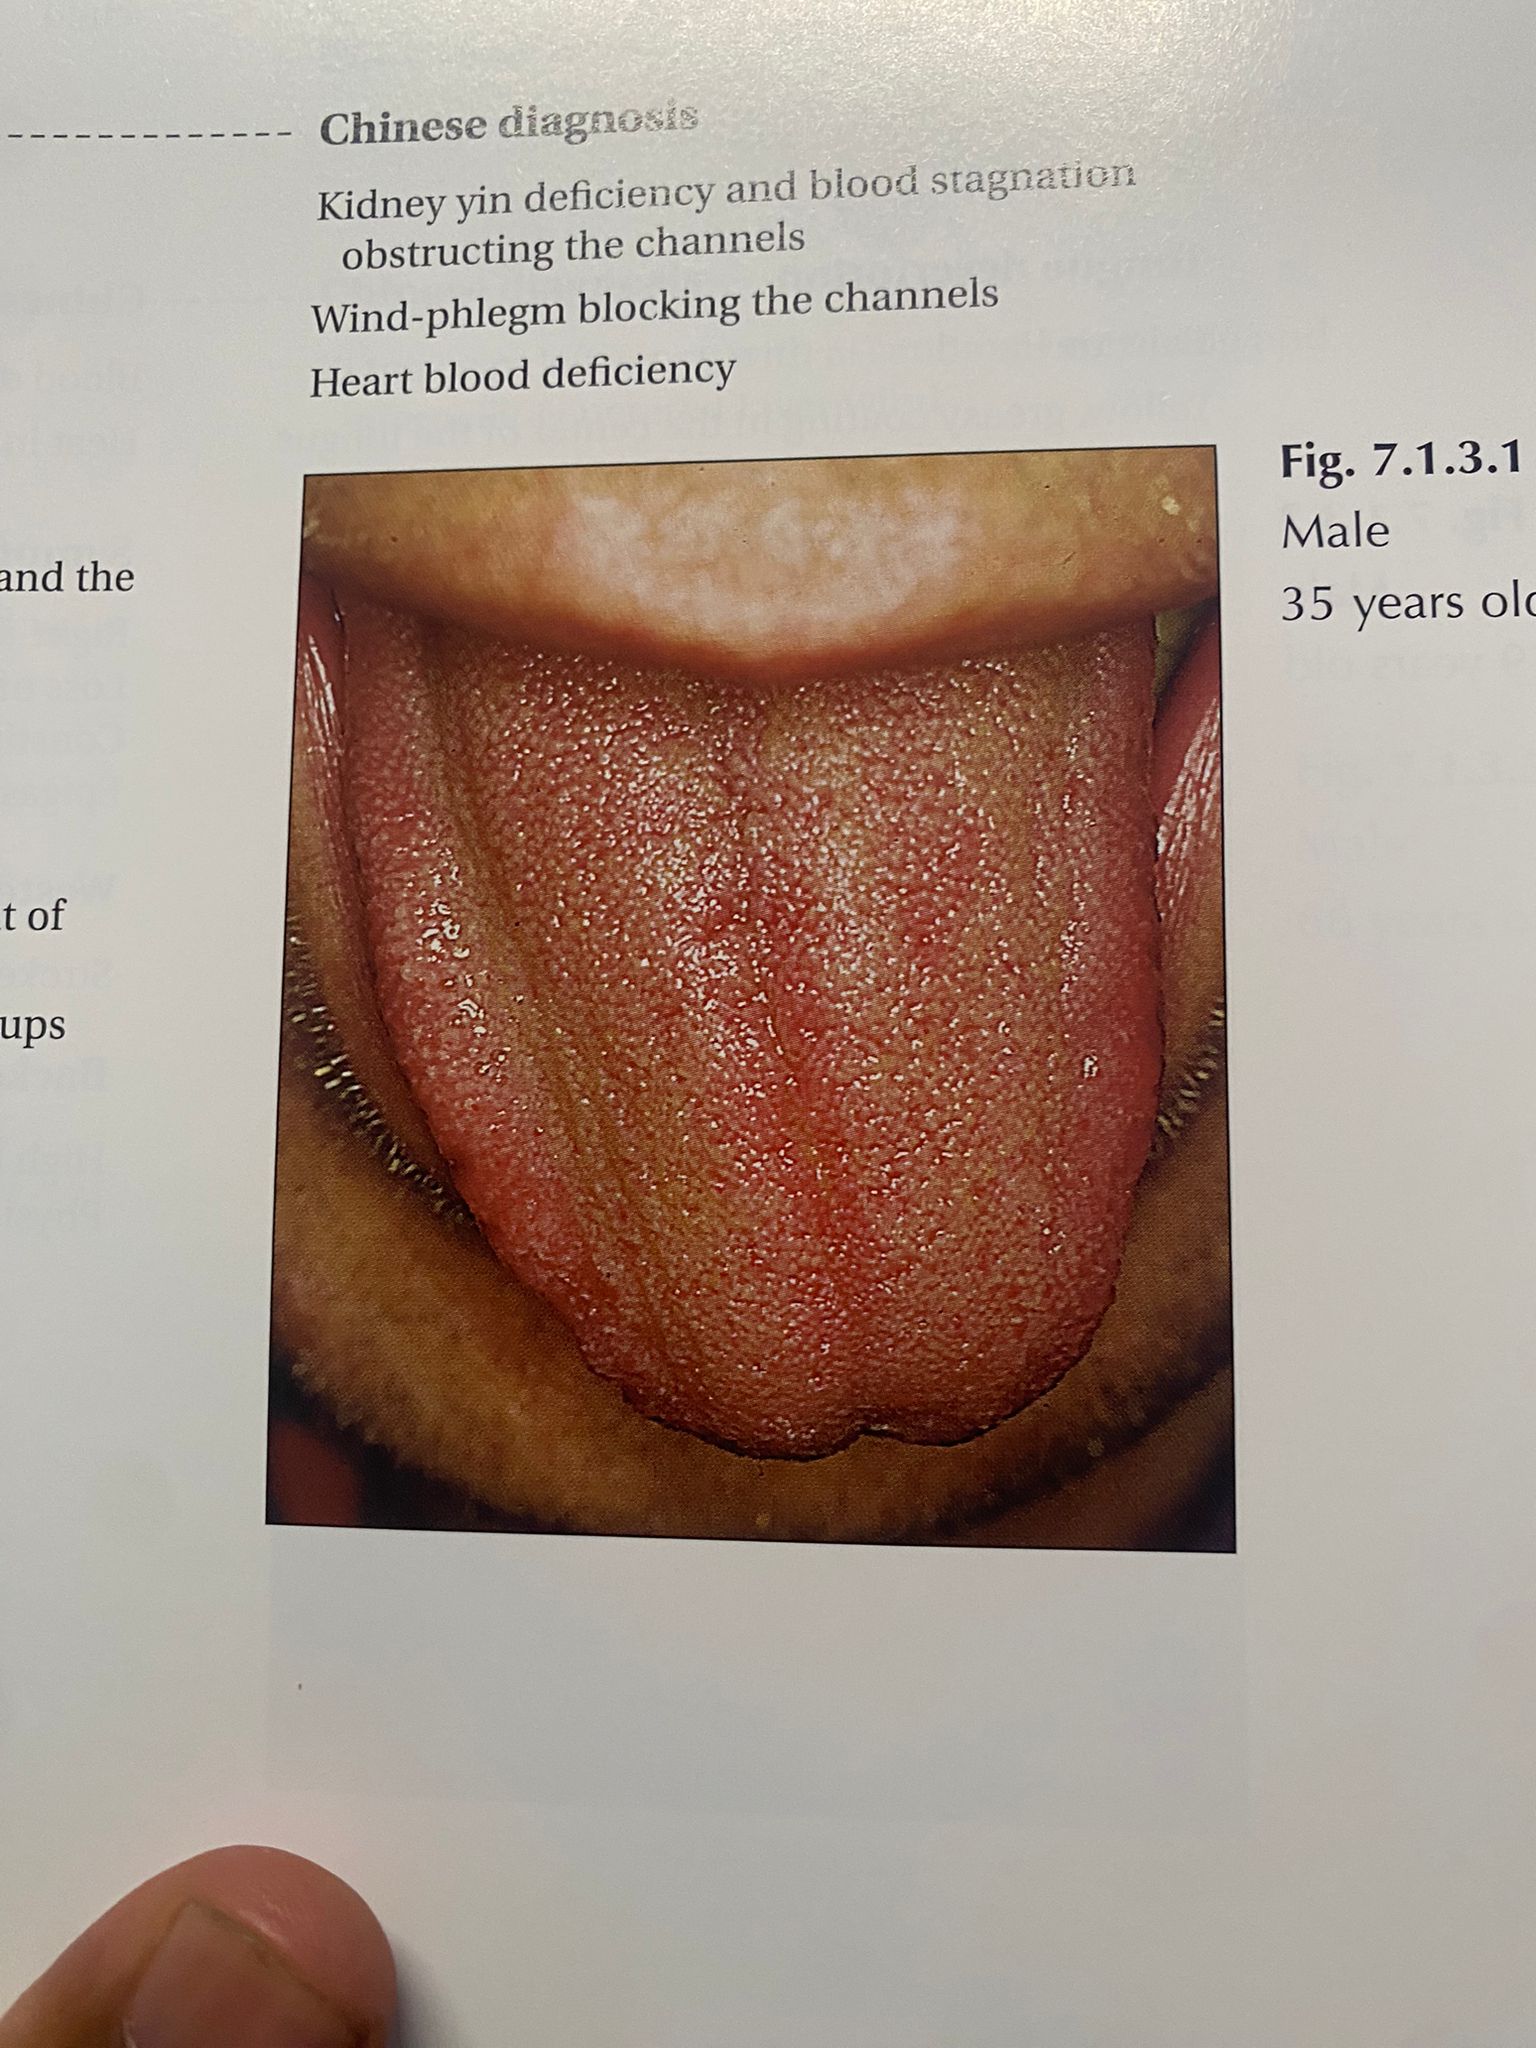 Chinese diagnosis
Kidney yin deficiency and blood stagnation
obstructing the channels
Wind-phlegm blocking the channels
Heart blood deficiency
and the
t of
ups
Fig. 7.1.3.1
Male
35 years old